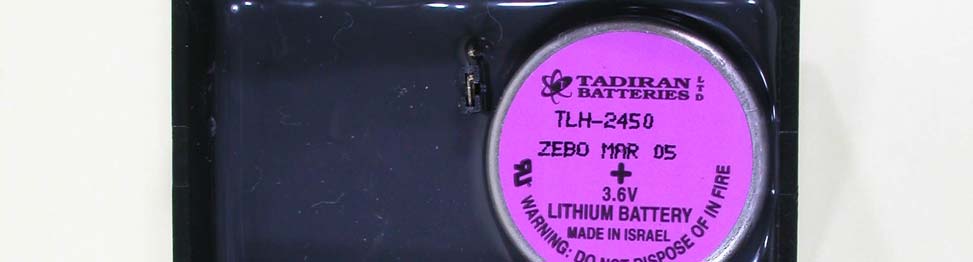 TADIRAN LTD
BATTERIES
TLH-2450
ZEBO MAR 05
+
3.6V
LITHIUM BATTERY
MADE IN ISRAEL
WARNING: DO NOT DISPOSE OF IN FIRE